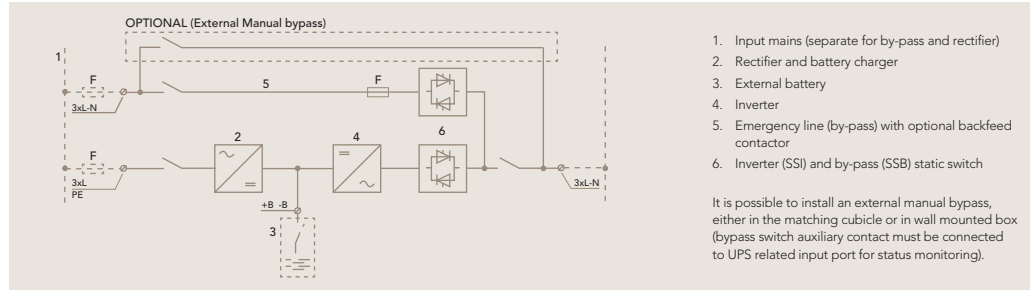 OPTIONAL (External Manual bypass)
1
F
5
F
3xL-N
6
2
4
F
3xL
PE
3xL-N
+B -B
3
1. Input mains (separate for by-pass and rectifier)
2. Rectifier and battery charger
3. External battery
4. Inverter
5. Emergency line (by-pass) with optional backfeed
contactor
6. Inverter (SSI) and by-pass (SSB) static switch
It is possible to install an external manual bypass,
either in the matching cubicle or in wall mounted box
(bypass switch auxiliary contact must be connected
to UPS related input port for status monitoring).